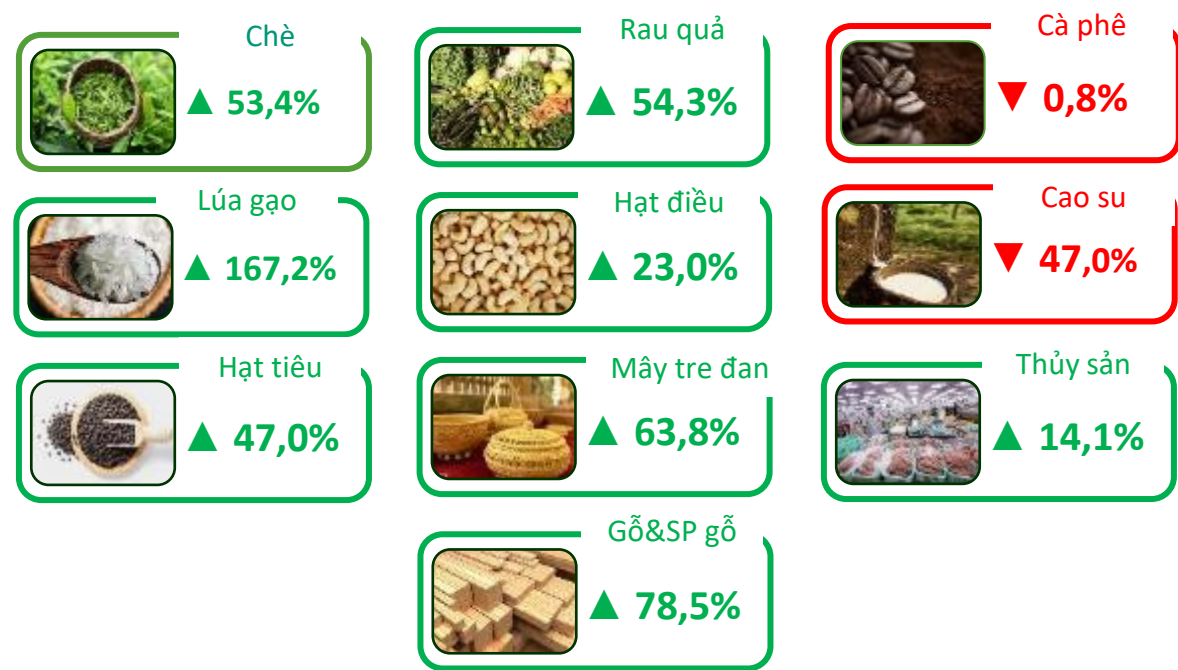 Chè
▲ 53,4%
Rau quả
▲ 54,3%
Cà phê
▼ 0,8%
Lúa gạo
▲ 167,2%
Hạt điều
▲ 23,0%
Cao su
▼ 47,0%
Hạt tiêu
▲ 47,0%
Mây tre đan
▲ 63,8%
Thủy sản
▲ 14,1%
Gỗ&SP gỗ
▲ 78,5%